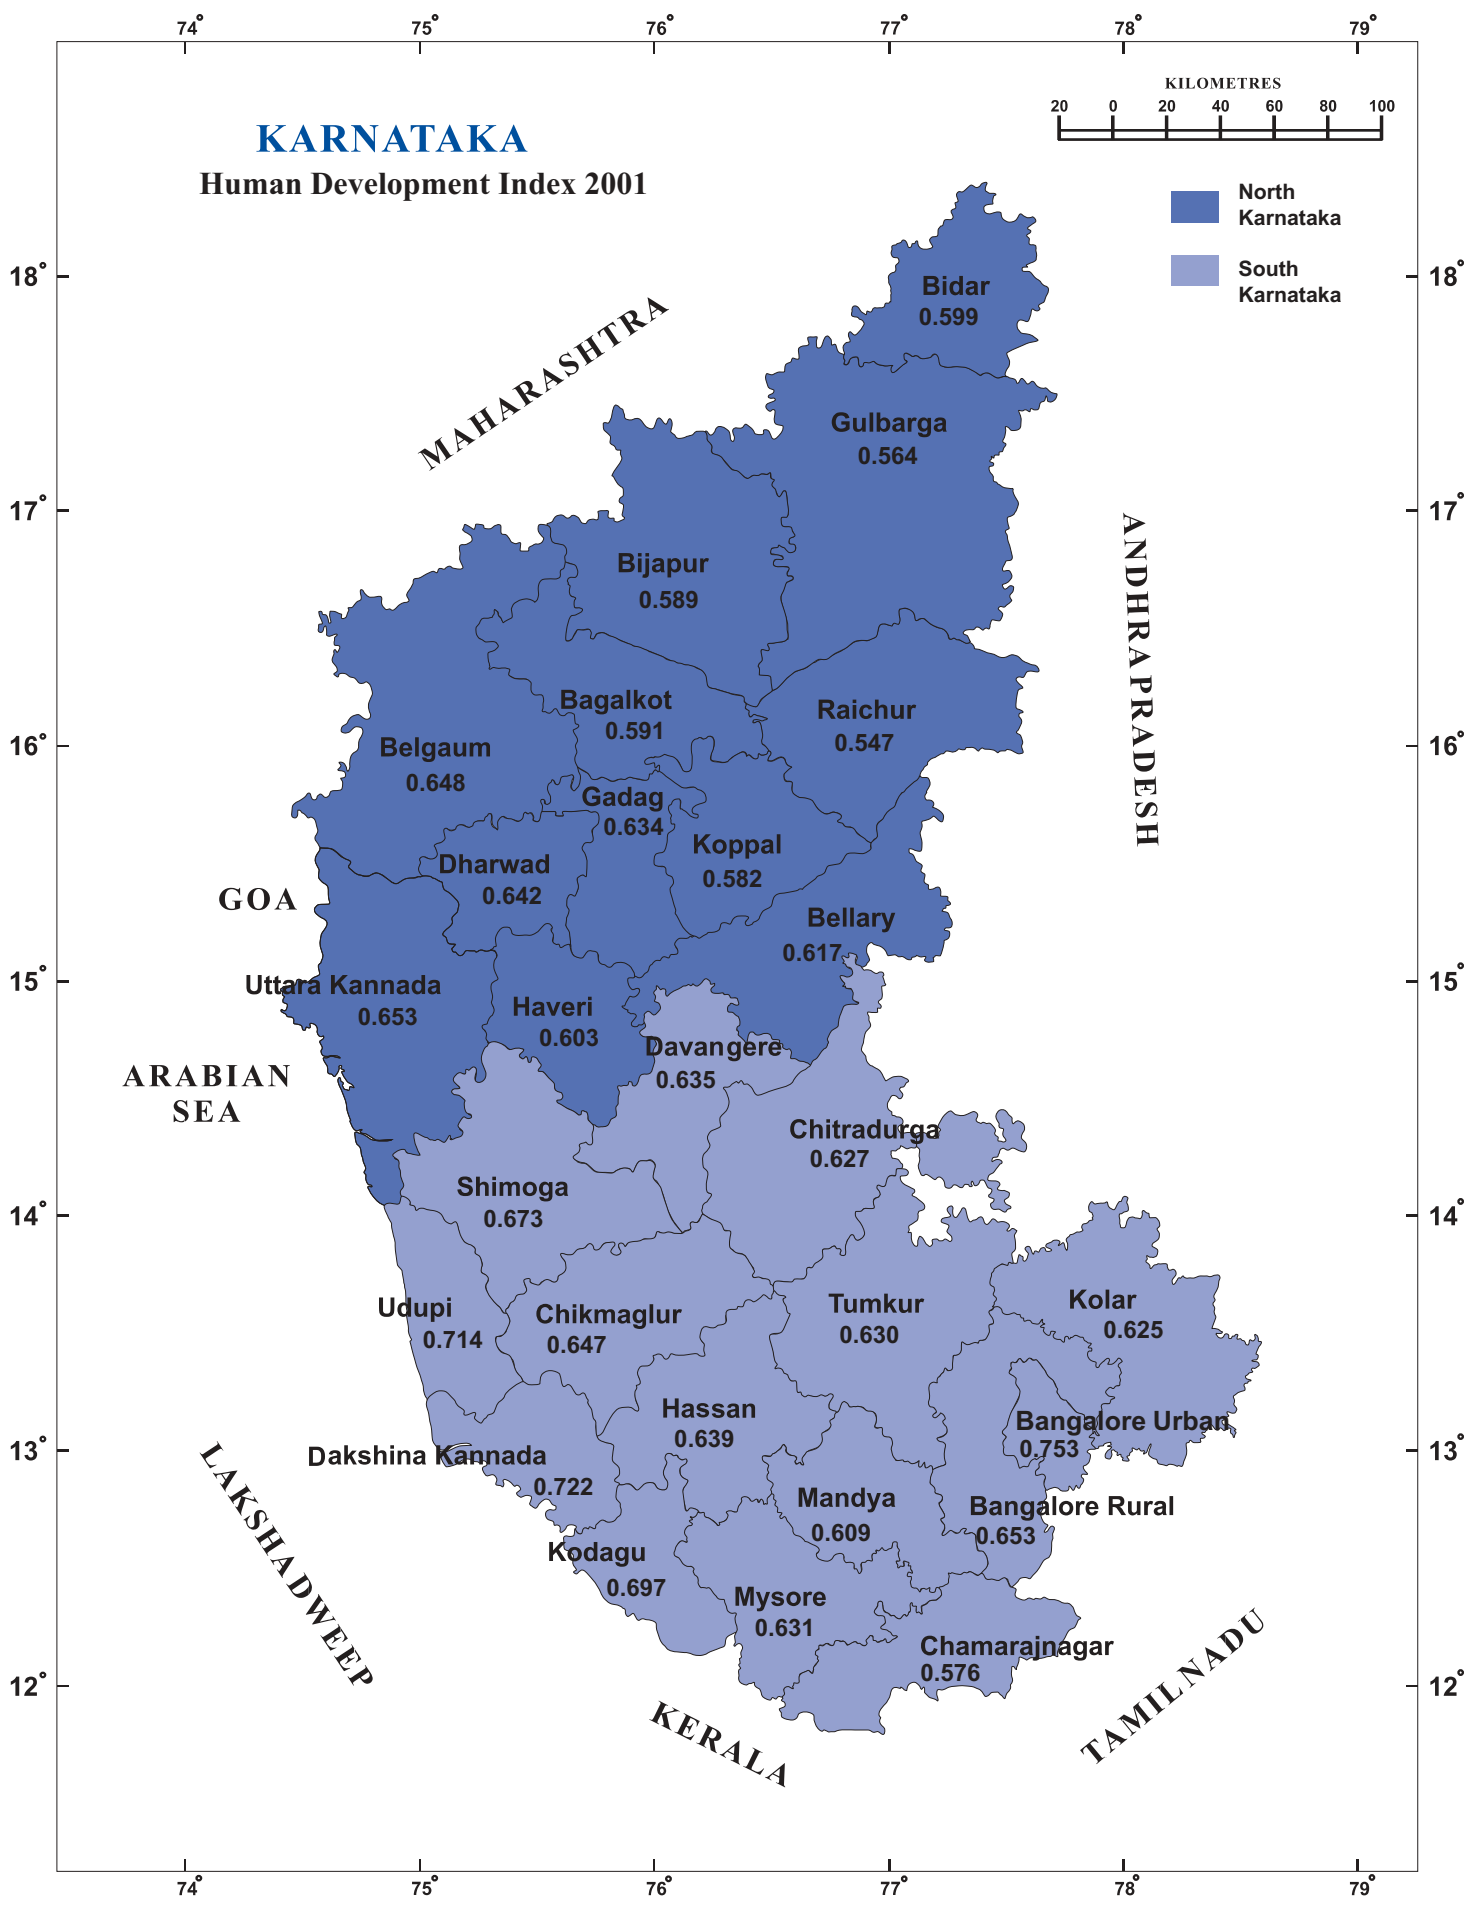 74° 75° 76° 77° 78° 79°
KILOMETRES
20 0 20 40 60 80 100
KARNATAKA
Human Development Index 2001
North
Karnataka
South
Karnataka
18° 18°
Bidar
0.599
MAHARASHTRA
Gulbarga
0.564
17° 17°
ANDHRAPRADESH
Bijapur
0.589
Bagalkot
0.591
Raichur
0.547
16° 16°
Belgaum
0.648
Gadag
0.634
Koppal
0.582
Dharwad
0.642
GOA
Bellary
0.617
15° 15°
Uttara Kannada
0.653
Haveri
0.603
Davangere
0.635
ARABIAN
SEA
Chitradurga
0.627
Shimoga
0.673
14° 14°
Udupi
0.714
Chikmaglur
0.647
Tumkur
0.630
Kolar
0.625
Hassan
0.639
Bangalore Urban
0.753
13° 13°
Dakshina Kannada
0.722
LAKSHADWEEP
Mandya
0.609
Bangalore Rural
0.653
Kodagu
0.697
Mysore
0.631
Chamarajnagar
0.576
12° 12°
KERALA
TAMILNADU
74° 75° 76° 77° 78° 79°